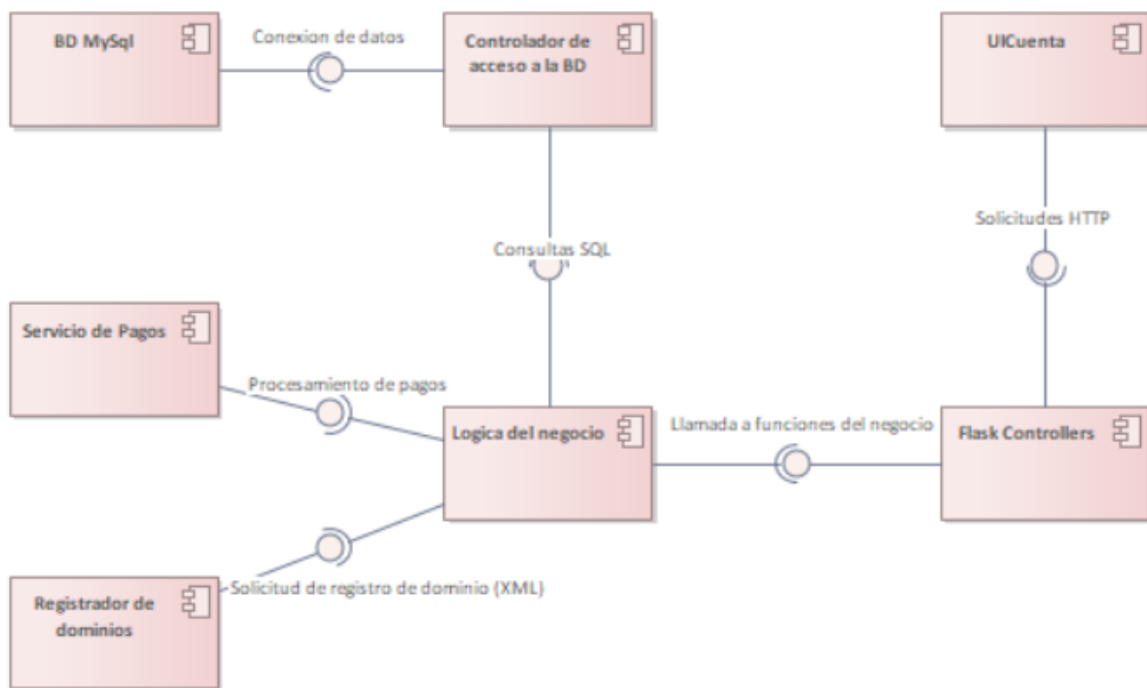 BD MySql
Conexion de datos
Controlador de
acceso a la BD
UICuenta
Solicitudes HTTP
Consultas SQL
Servicio de Pagos
Procesamiento de pagos
Logica del negocio
Llamada a funciones del negocio
Flask Controllers
Solicitud de registro de dominio (XML)
Registrador de
dominios